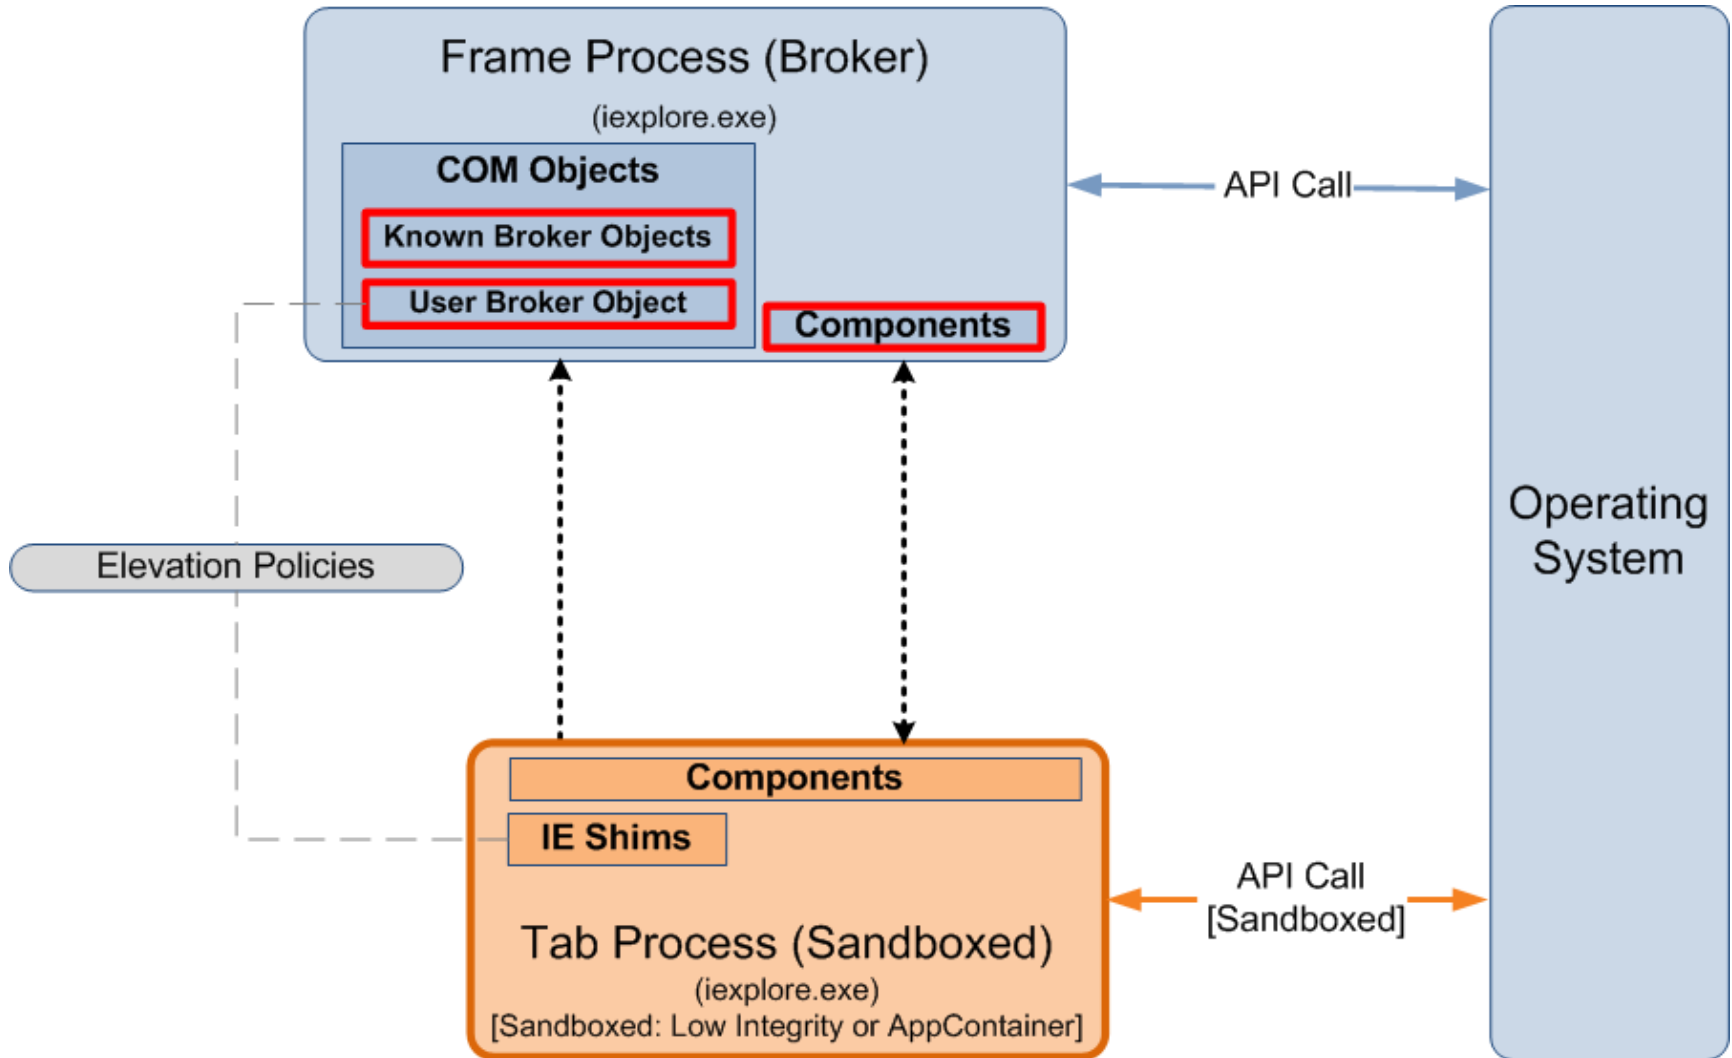 Frame Process (Broker)
(iexplore.exe)
COM Objects
Known Broker Objects
User Broker Object
Components
API Call
Operating
System
Elevation Policies
Components
IE Shims
Tab Process (Sandboxed)
(iexplore.exe)
[Sandboxed: Low Integrity or AppContainer]
API Call
[Sandboxed]